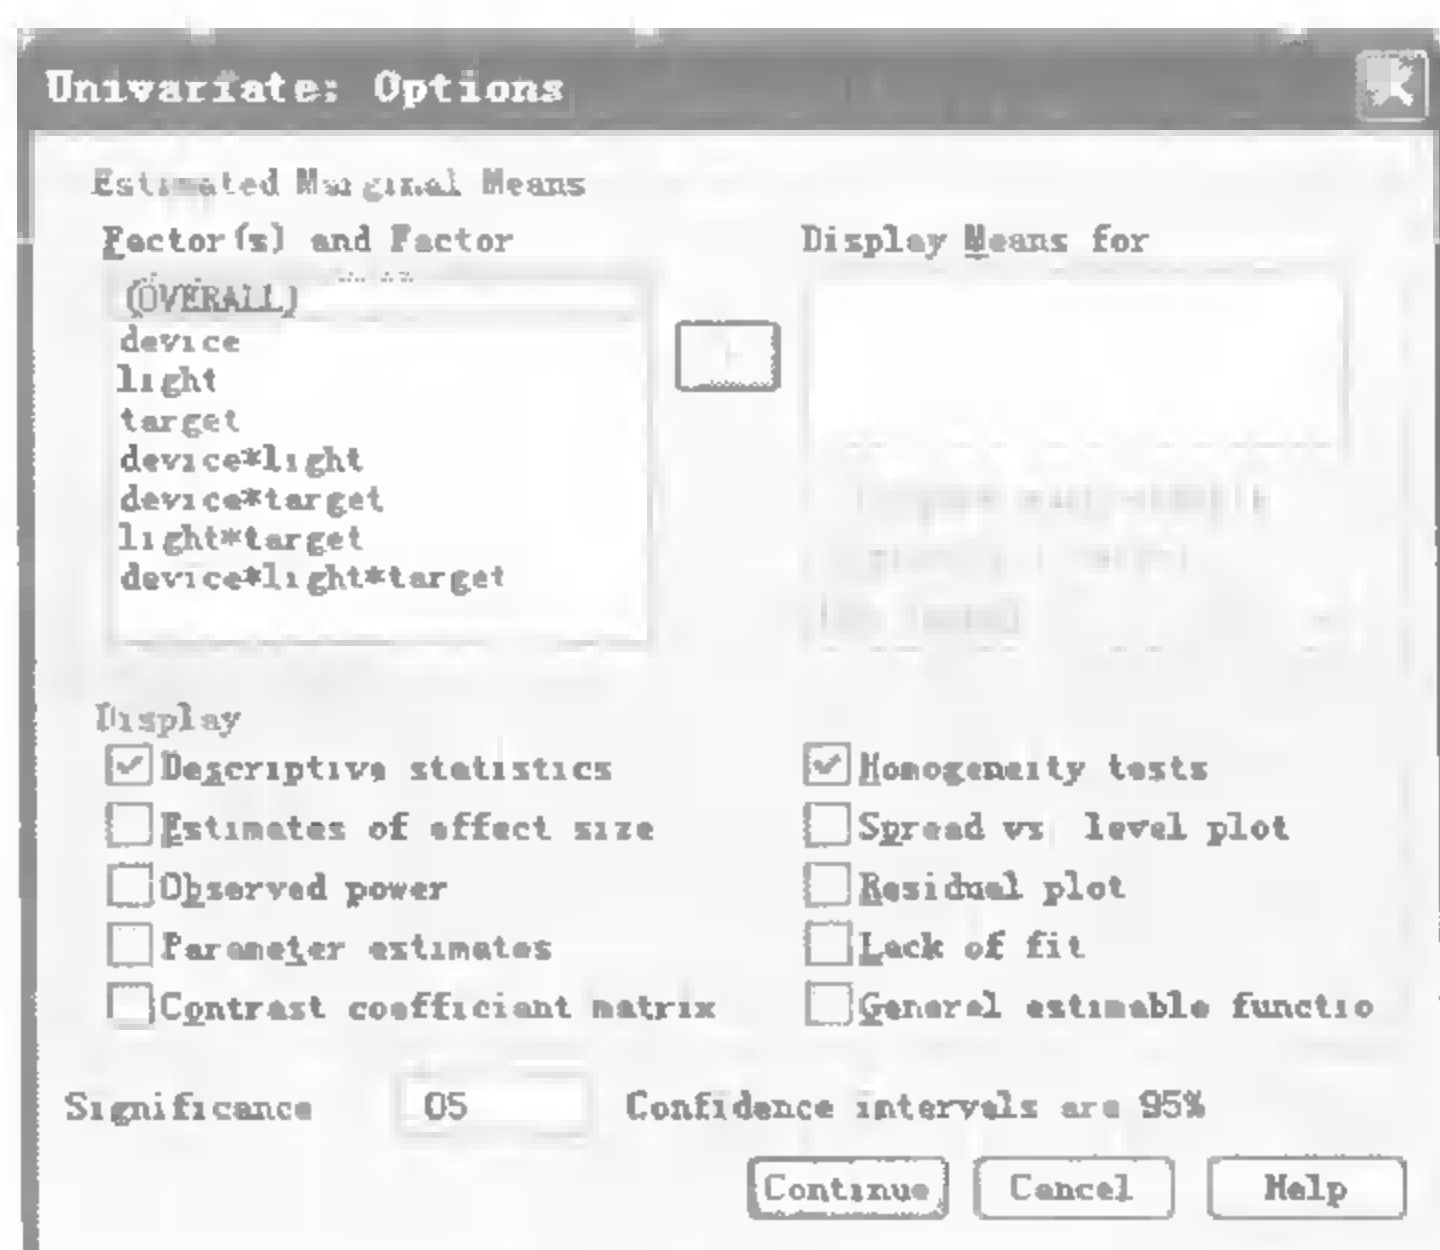 Univariate: Options
Estimated Marginal Means
Factor(s) and Factor
(OVERALL)
device
light
target
device*light
device*target
light*target
device*light*target
Display Means for
Display
Descriptive statistics
Homogeneity tests
Estimates of effect size
Spread vs level plot
Observed power
Residual plot
Parameter estimates
Lack of fit
Contrast coefficient matrix
General estimable functio
Significance 05 Confidence intervals are 95%
Continue Cancel Help